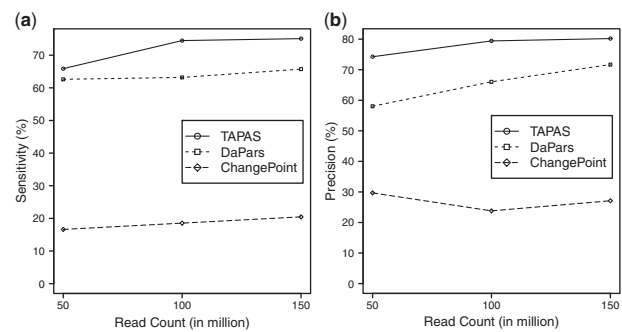 (a)
Sensitivity (%)
70
60
50
40
30
20
10
0
TAPAS
DaPars
ChangePoint
50
100
150
Read Count (in million)
(b)
Precision (%)
80
70
60
50
40
30
20
10
0
TAPAS
DaPars
ChangePoint
50
100
150
Read Count (in million)